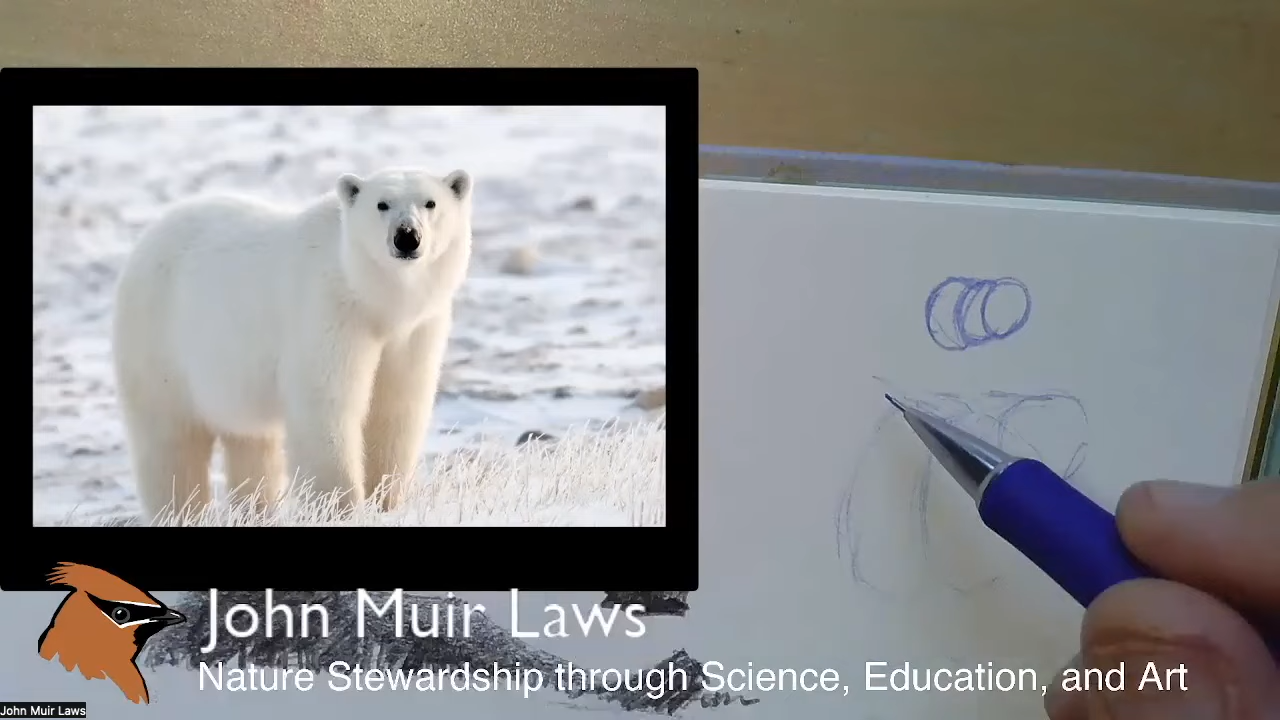 John Muir Laws
Nature Stewardship through Science, Education, and Art
John Muir Laws